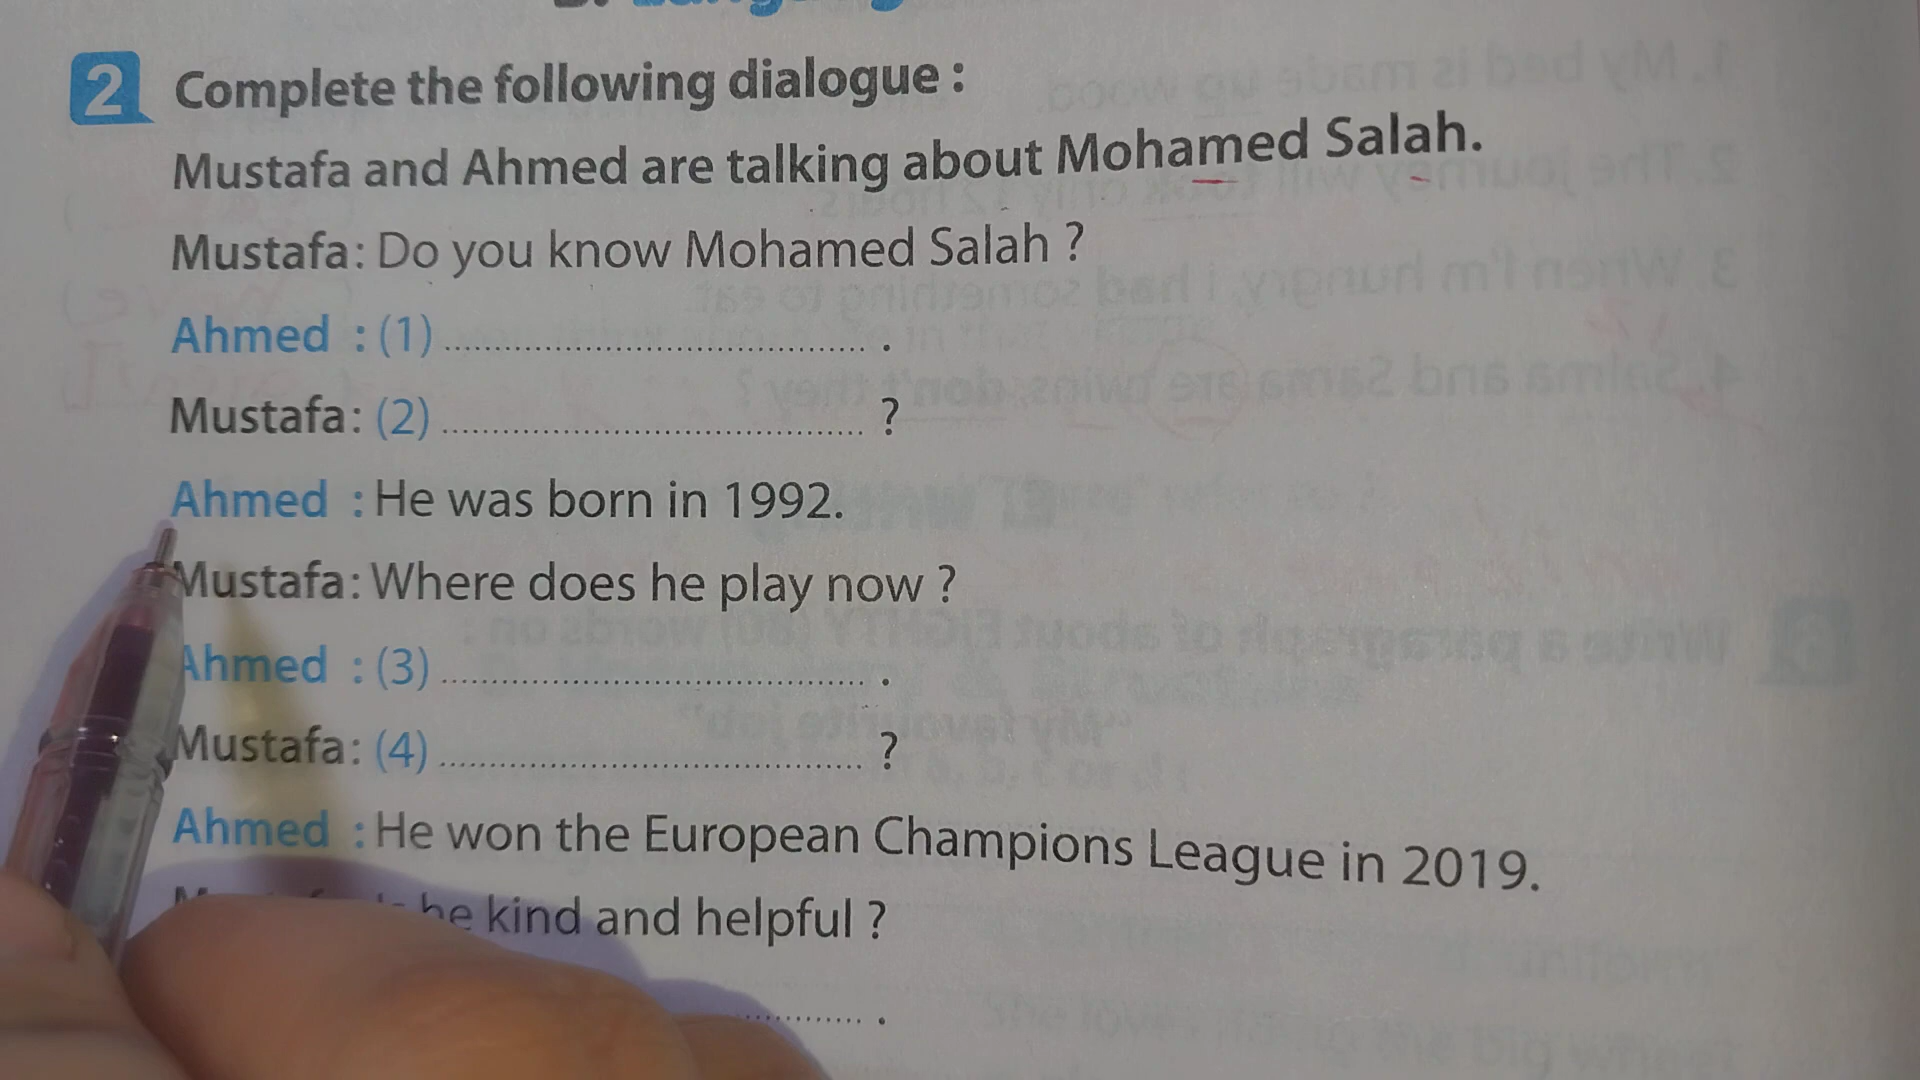 2 Complete the following dialogue :
Mustafa and Ahmed are talking about Mohamed Salah.
Mustafa: Do you know Mohamed Salah ?
Ahmed : (1) .......................................... .
Mustafa: (2) .......................................... ?
Ahmed : He was born in 1992.
Mustafa: Where does he play now ?
Ahmed : (3) .......................................... .
Mustafa: (4) .......................................... ?
Ahmed : He won the European Champions League in 2019.
he kind and helpful ?
............ .